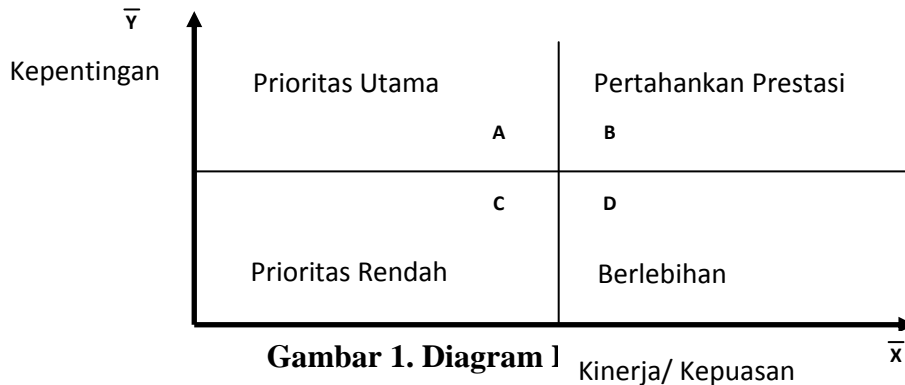 Y̅
Kepentingan
Prioritas Utama
Pertahankan Prestasi
A
B
C
D
Prioritas Rendah
Berlebihan
X̅
Gambar 1. Diagram
Kinerja/ Kepuasan